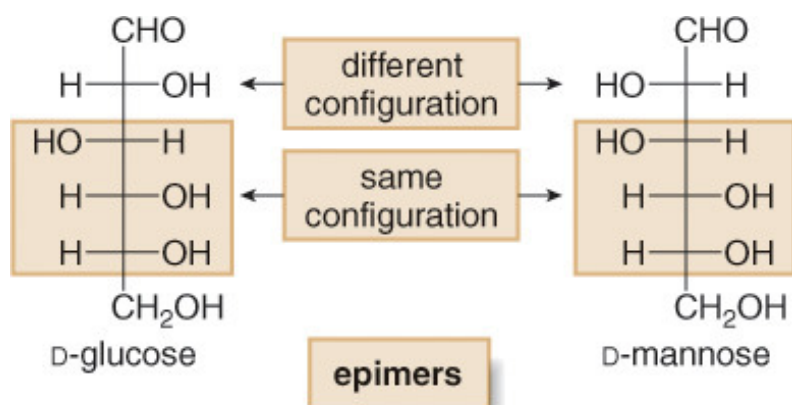 CHO CHO
H OH different configuration HO H
HO H HO H
H OH same configuration H OH
H OH H OH
CH₂OH CH₂OH
D-glucose D-mannose
epimers